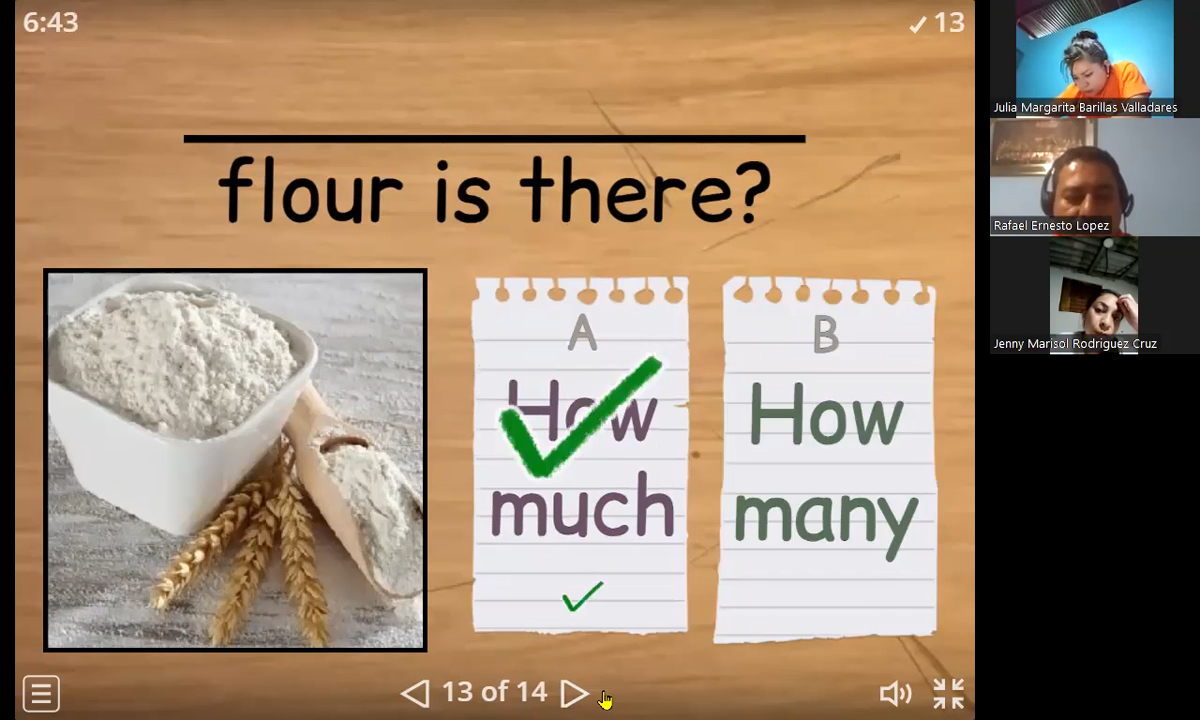 6:43
✓ 13
flour is there?
A
How
much
B
How
many
13 of 14
Julia Margarita Barillas Valladares
Rafael Ernesto Lopez
Jenny Marisol Rodriguez Cruz